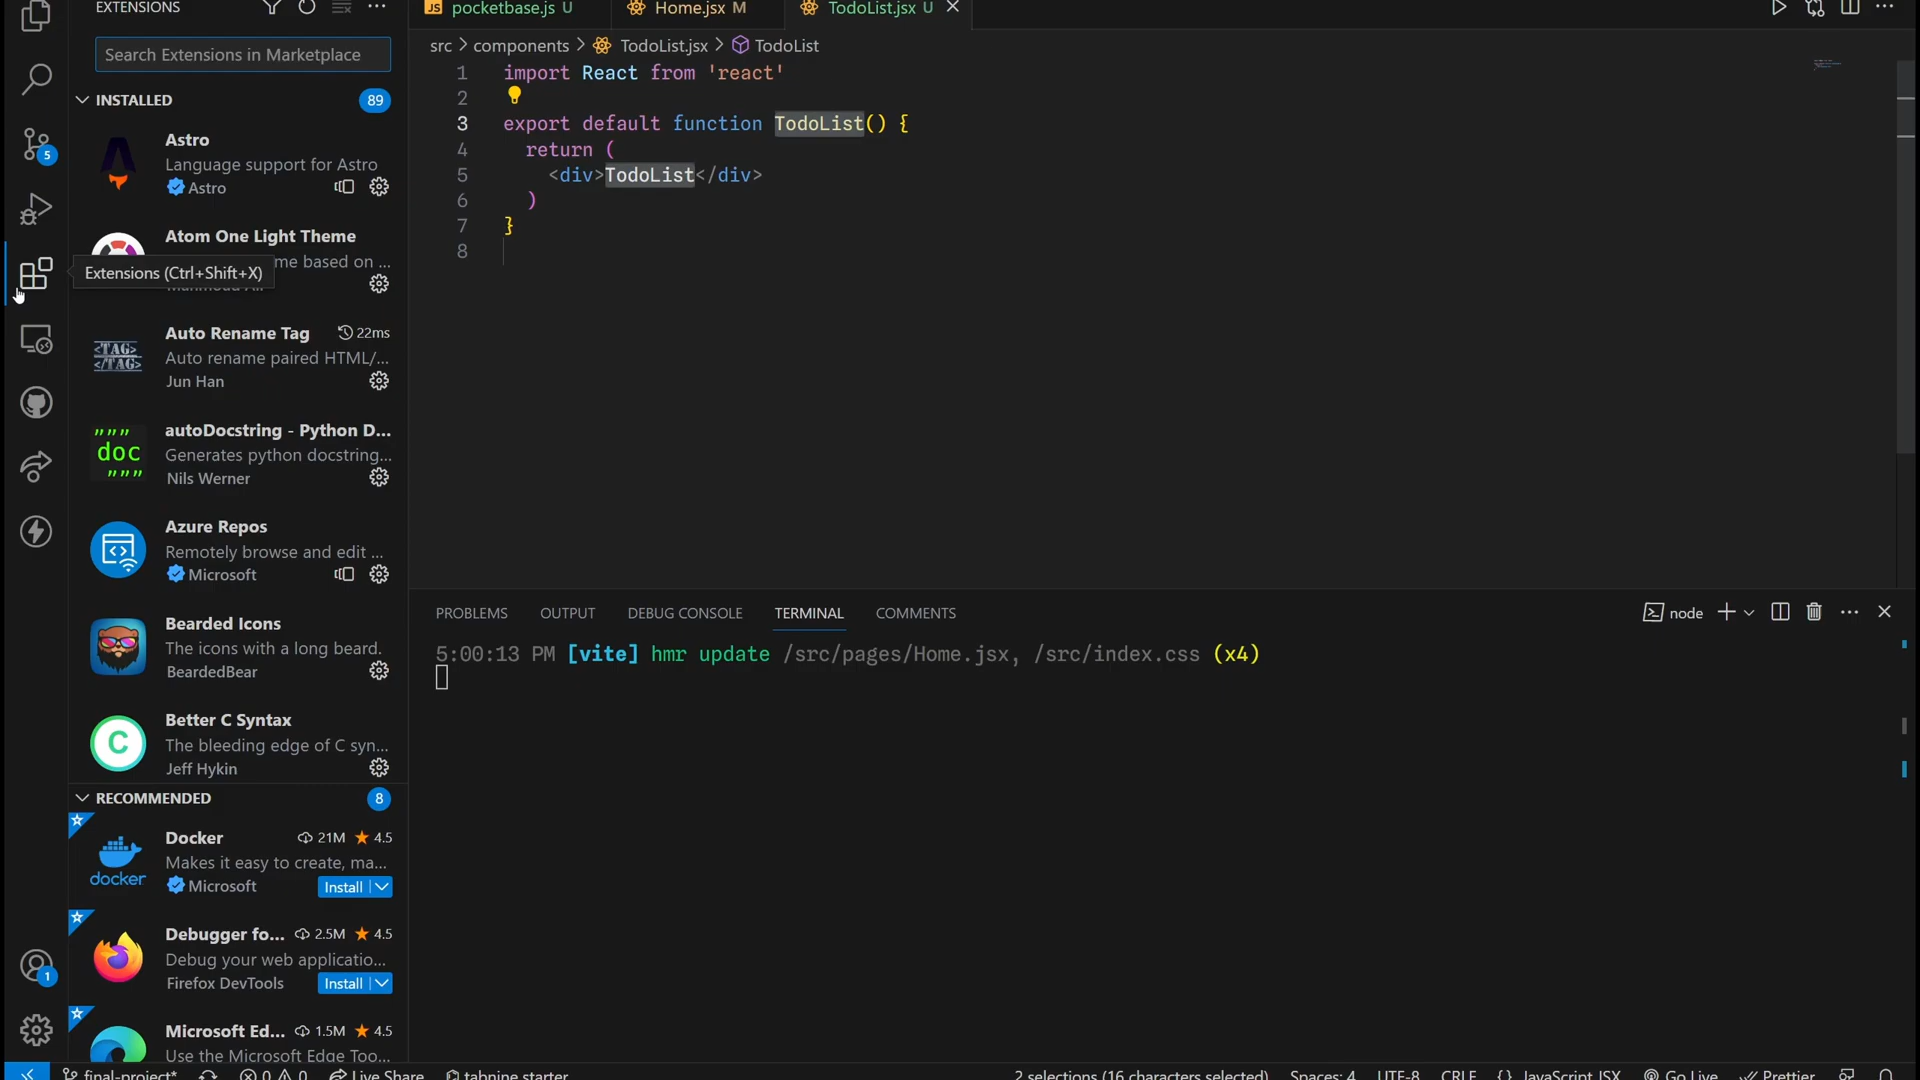 EXTENSIONS
Search Extensions in Marketplace
INSTALLED 89
Astro
Language support for Astro
Astro
Atom One Light Theme
me based on ...
Extensions (Ctrl+Shift+X)
Auto Rename Tag 22ms
Auto rename paired HTML/...
Jun Han
autoDocstring - Python D...
Generates python docstring...
Nils Werner
Azure Repos
Remotely browse and edit ...
Microsoft
Bearded Icons
The icons with a long beard.
BeardedBear
Better C Syntax
The bleeding edge of C syn...
Jeff Hykin
RECOMMENDED 8
Docker 21M 4.5
Makes it easy to create, ma...
Microsoft Install
Debugger fo... 2.5M 4.5
Debug your web applicatio...
Firefox DevTools Install
Microsoft Ed... 1.5M 4.5
Use the Microsoft Edge Too...
5
1
<TAG>
</TAG>
"""
doc
"""
C
docker
JS pocketbase.js U Home.jsx M TodoList.jsx U
src > components > TodoList.jsx > TodoList
1 import React from 'react'
2
3 export default function TodoList() {
4 return (
5 <div>TodoList</div>
6 )
7 }
8
PROBLEMS OUTPUT DEBUG CONSOLE TERMINAL COMMENTS node
5:00:13 PM [vite] hmr update /src/pages/Home.jsx, /src/index.css (x4)
final-project* 0 0 Live Share tabnine starter 2 selections (16 characters selected) Spaces: 4 UTF-8 CRLF {} JavaScript JSX Go Live Prettier